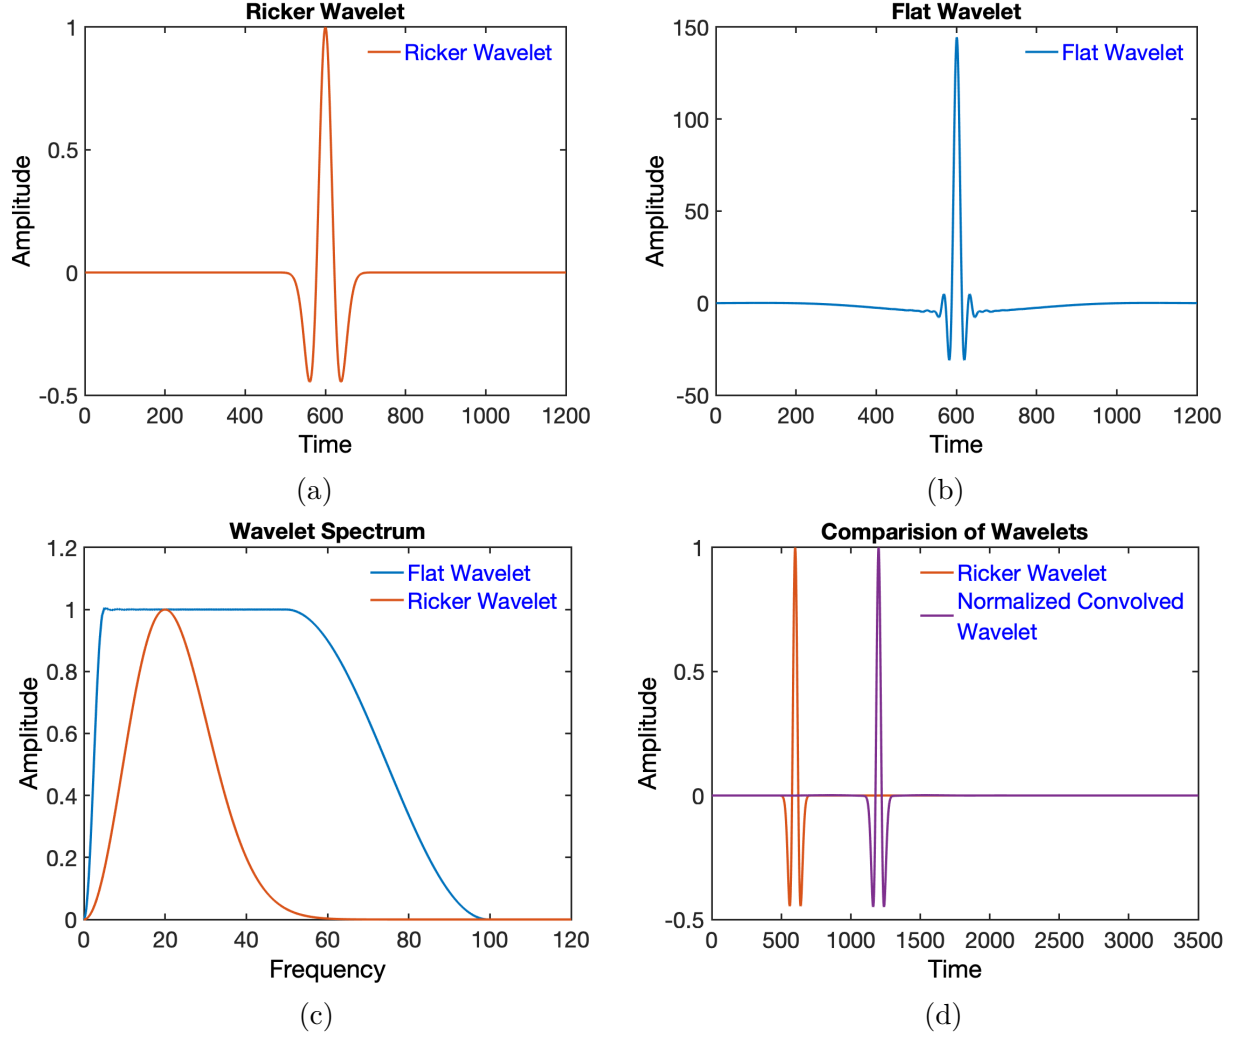 Ricker Wavelet
1
0.5
0
-0.5
Amplitude
Ricker Wavelet
0 200 400 600 800 1000 1200
Time
(a)
Flat Wavelet
150
100
50
0
-50
Amplitude
Flat Wavelet
0 200 400 600 800 1000 1200
Time
(b)
Wavelet Spectrum
1.2
1
0.8
0.6
0.4
0.2
0
Amplitude
Flat Wavelet
Ricker Wavelet
0 20 40 60 80 100 120
Frequency
(c)
Comparision of Wavelets
1
0.5
0
-0.5
Amplitude
Ricker Wavelet
Normalized Convolved
Wavelet
0 500 1000 1500 2000 2500 3000 3500
Time
(d)